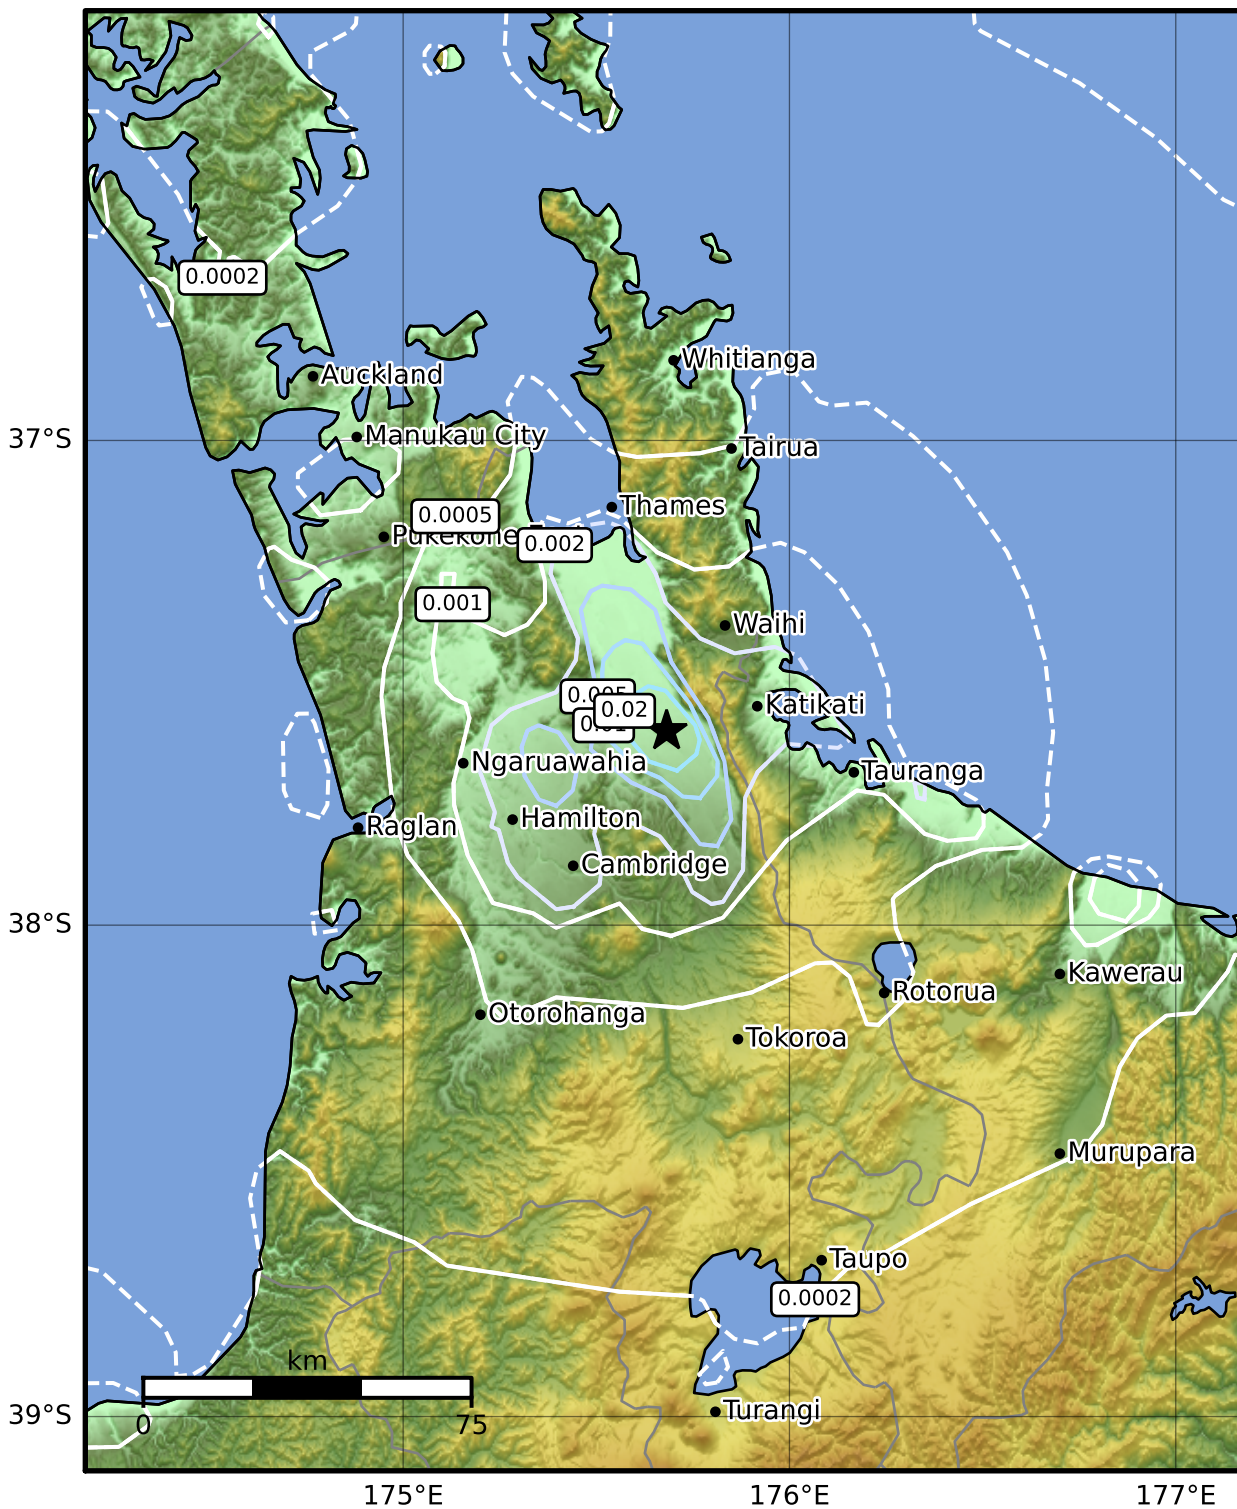 0.0002
Whitianga
Auckland
Manukau City
37°S
Tairua
Thames
0.0005
0.002
0.001
Waihi
0.02
Katikati
Ngaruawahia
Tauranga
Hamilton
Raglan
Cambridge
38°S
Kawerau
Rotorua
Otorohanga
Tokoroa
Murupara
Taupo
0.0002
km
0
75
Turangi
39°S
175°E
176°E
177°E